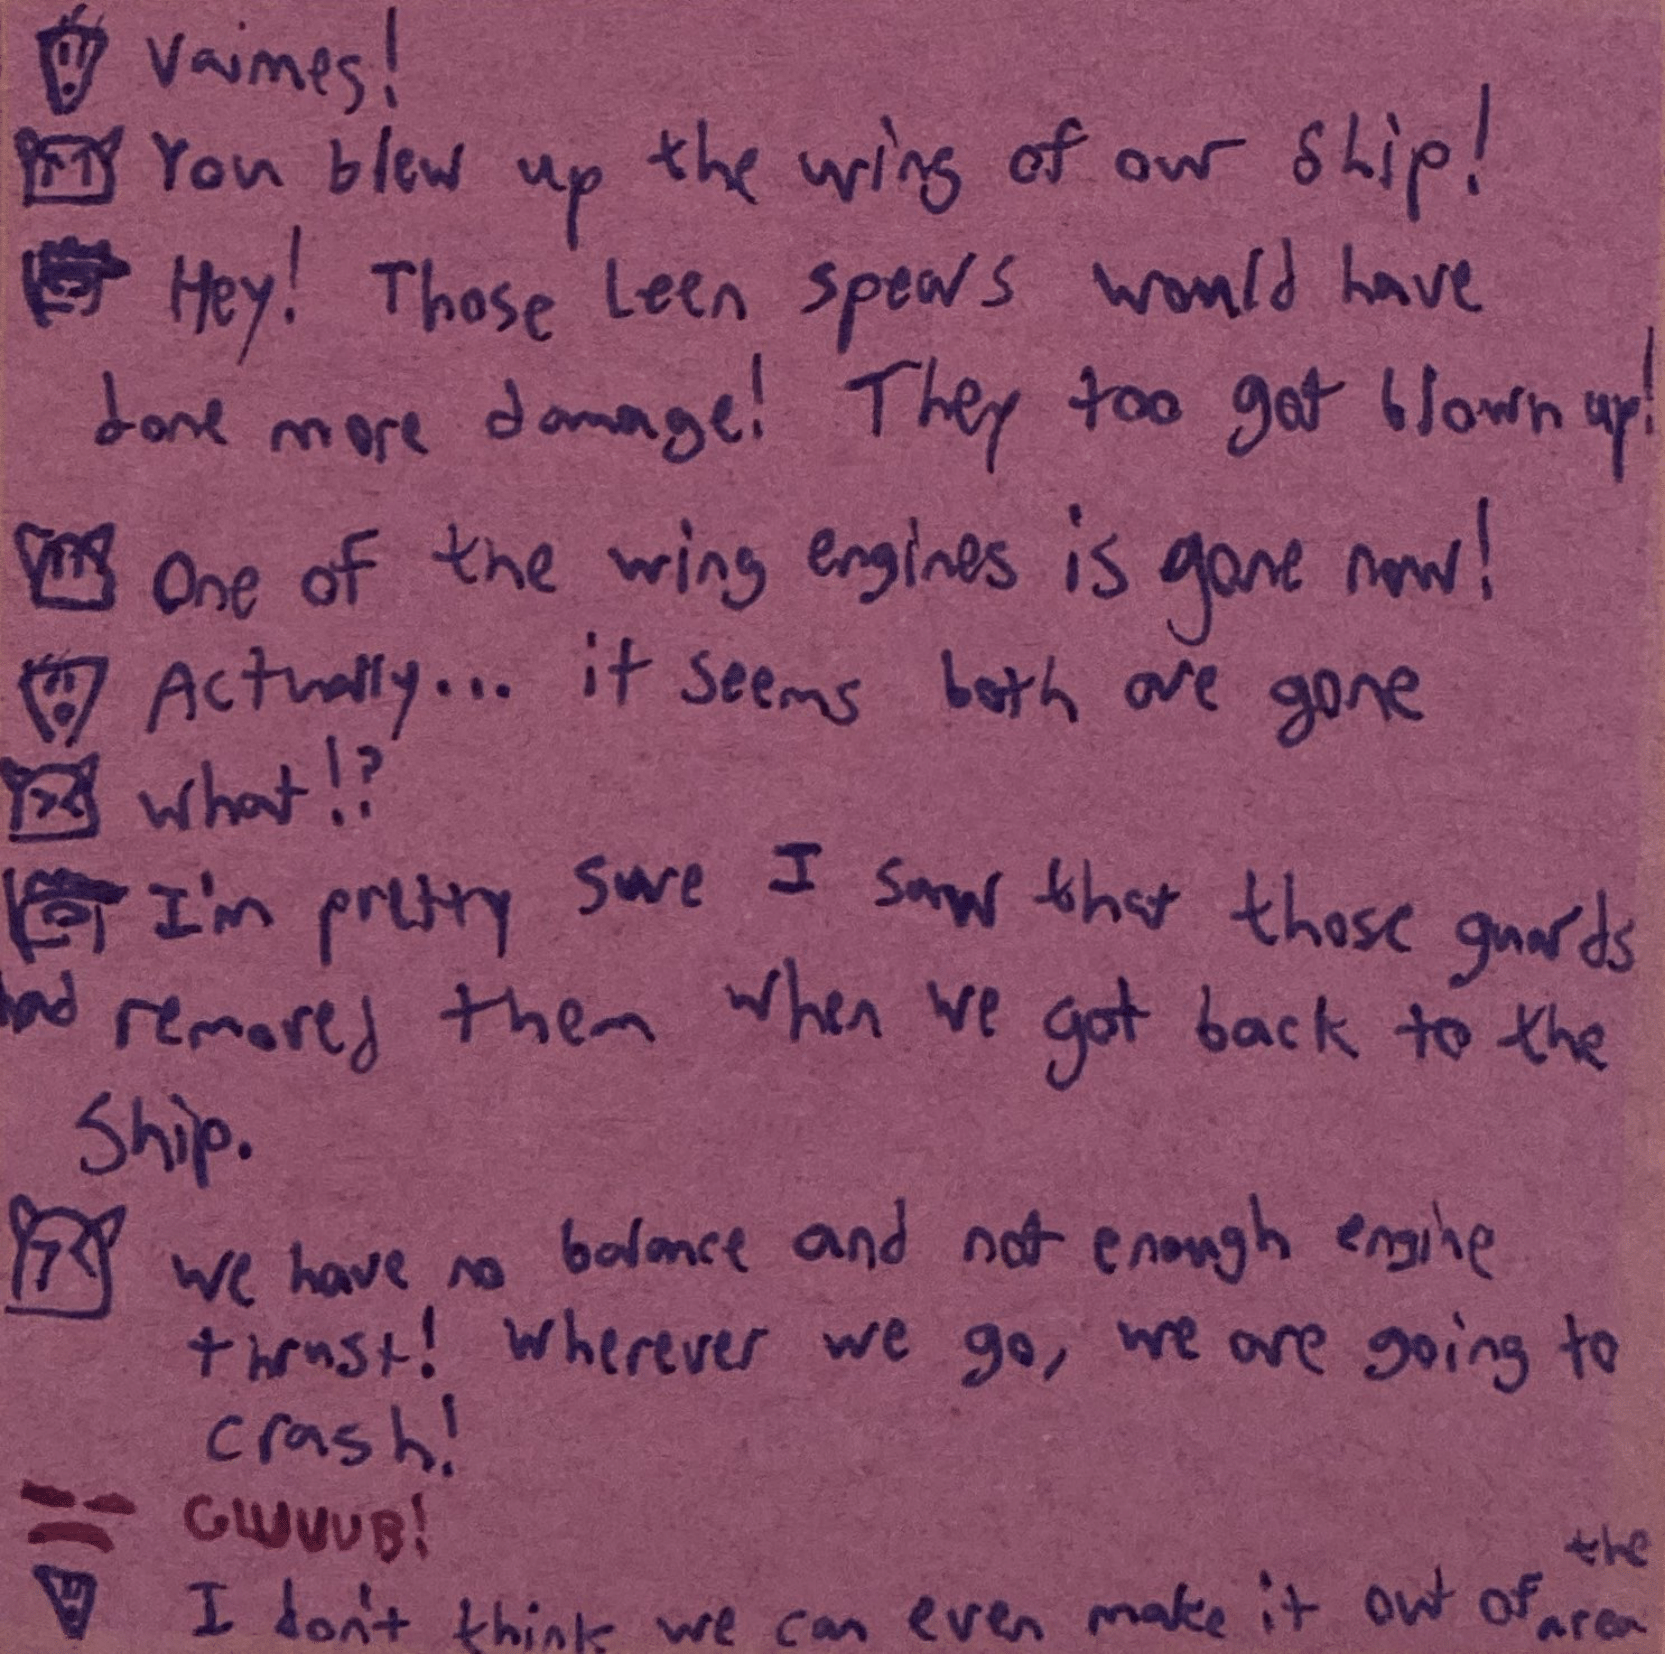 Vaimes!
You blew up the wing of our ship!
Hey! Those Leen spears would have
done more damage! They too got blown up!
One of the wing engines is gone now!
Actually... it seems both are gone
What!?
I'm pretty sure I saw that those guards
had removed them when we got back to the
Ship.
We have no balance and not enough engine
thrust! Wherever we go, we are going to
crash!
GWUUB!
I don't think we can even make it out of the area